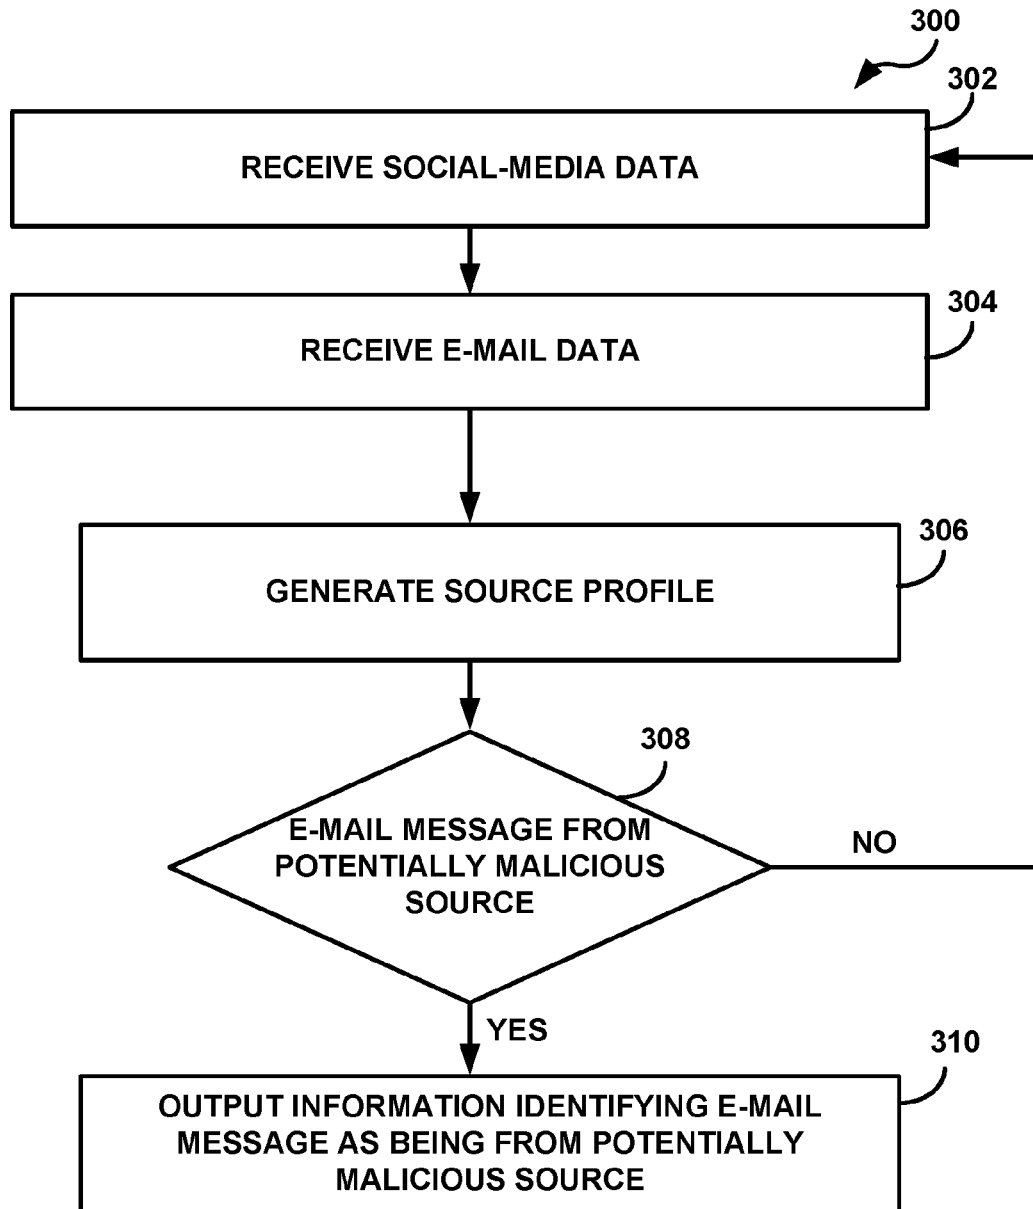 300
302
RECEIVE SOCIAL-MEDIA DATA
304
RECEIVE E-MAIL DATA
306
GENERATE SOURCE PROFILE
308
E-MAIL MESSAGE FROM
POTENTIALLY MALICIOUS
SOURCE
NO
YES
310
OUTPUT INFORMATION IDENTIFYING E-MAIL
MESSAGE AS BEING FROM POTENTIALLY
MALICIOUS SOURCE